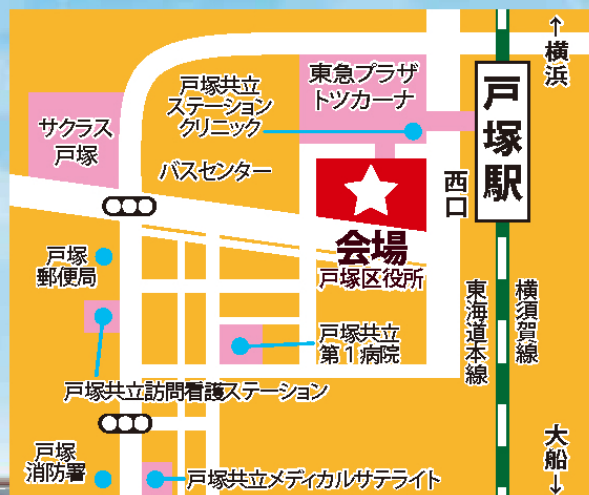 ↑
横浜
戸塚駅
西口
東急プラザ
トツカーナ
戸塚共立
ステーション
クリニック
サクラス
戸塚
バスセンター
会場
戸塚区役所
戸塚
郵便局
東海道本線
横須賀線
戸塚共立
第1病院
戸塚共立訪問看護ステーション
戸塚
消防署
戸塚共立メディカルサテライト
大船
↓